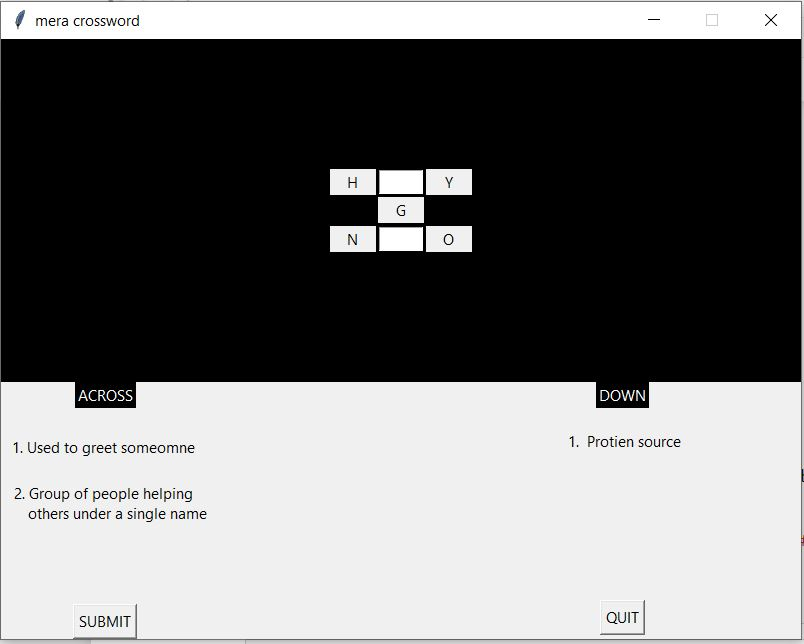 mera crossword
H Y
G
N O
ACROSS
DOWN
1. Used to greet someomne
2. Group of people helping
others under a single name
1. Protien source
SUBMIT
QUIT